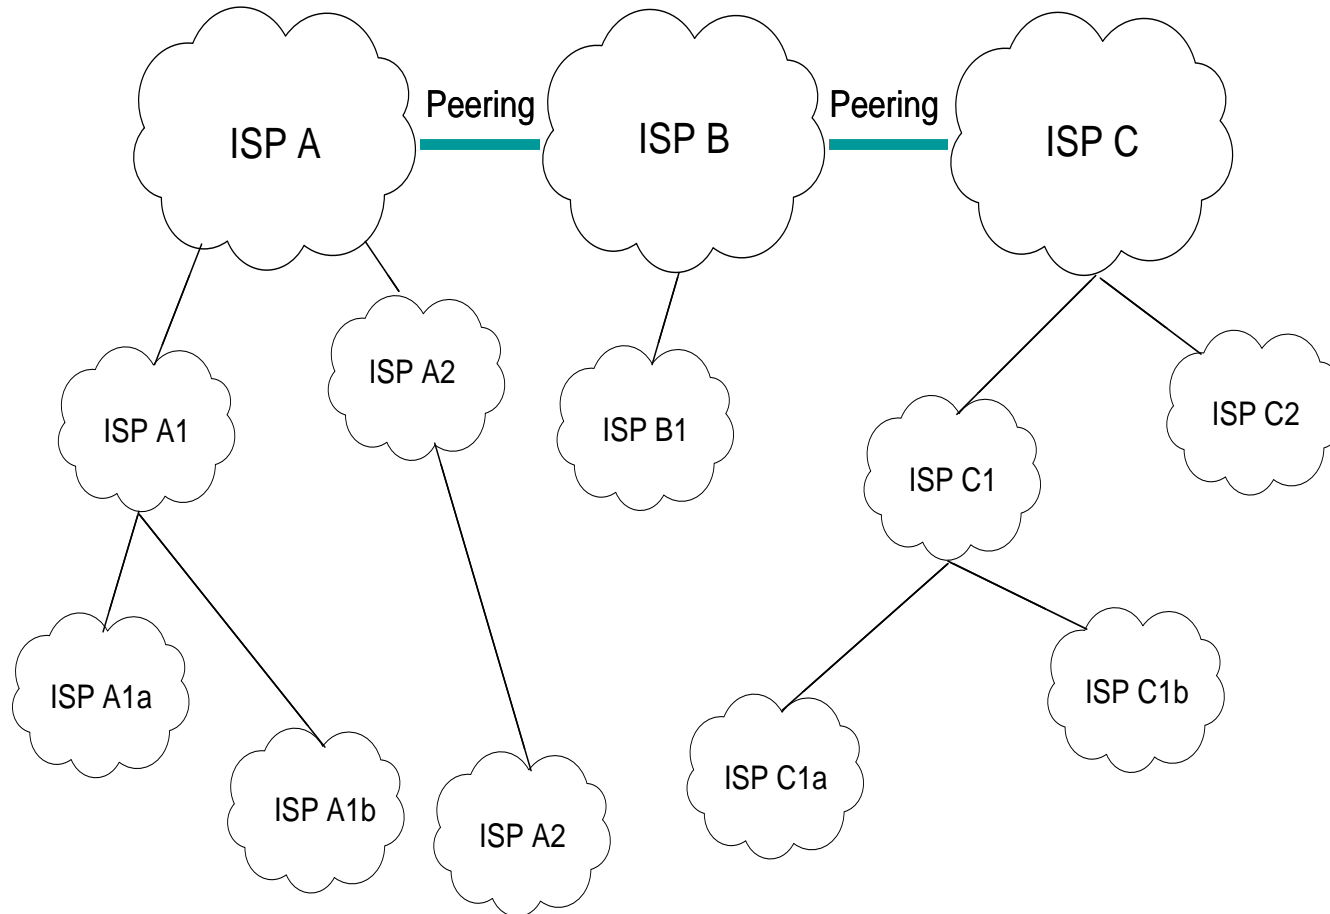 Peering
Peering
ISP A
ISP B
ISP C
ISP A2
ISP A1
ISP B1
ISP C2
ISP C1
ISP A1a
ISP C1b
ISP C1a
ISP A1b
ISP A2